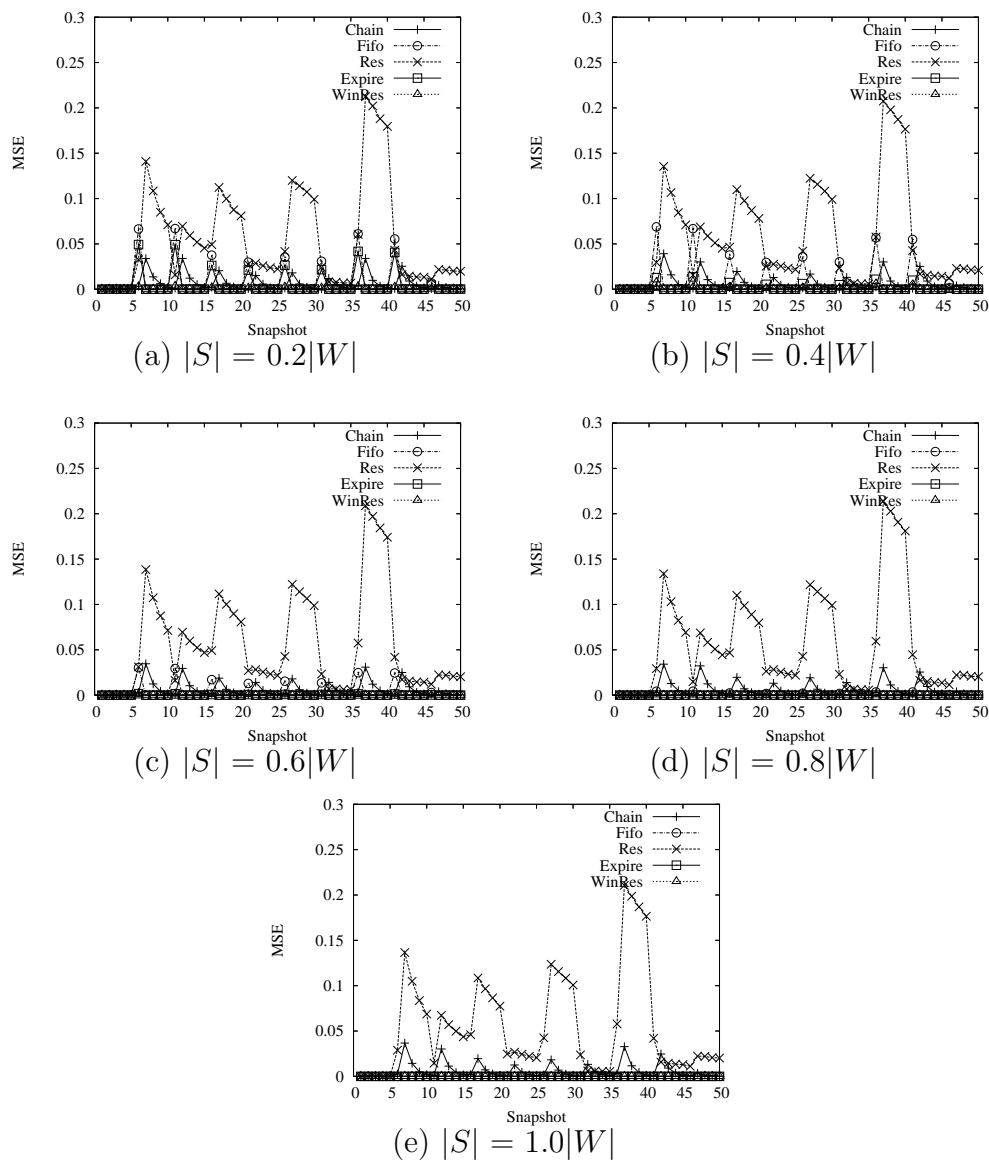 0.3
0.25
0.2
0.15
0.1
0.05
0
MSE
Chain
Fifo
Res
Expire
WinRes
0 5 10 15 20 25 30 35 40 45 50
Snapshot
(a) |S| = 0.2|W|
0.3
0.25
0.2
0.15
0.1
0.05
0
MSE
Chain
Fifo
Res
Expire
WinRes
0 5 10 15 20 25 30 35 40 45 50
Snapshot
(b) |S| = 0.4|W|
0.3
0.25
0.2
0.15
0.1
0.05
0
MSE
Chain
Fifo
Res
Expire
WinRes
0 5 10 15 20 25 30 35 40 45 50
Snapshot
(c) |S| = 0.6|W|
0.3
0.25
0.2
0.15
0.1
0.05
0
MSE
Chain
Fifo
Res
Expire
WinRes
0 5 10 15 20 25 30 35 40 45 50
Snapshot
(d) |S| = 0.8|W|
0.3
0.25
0.2
0.15
0.1
0.05
0
MSE
Chain
Fifo
Res
Expire
WinRes
0 5 10 15 20 25 30 35 40 45 50
Snapshot
(e) |S| = 1.0|W|